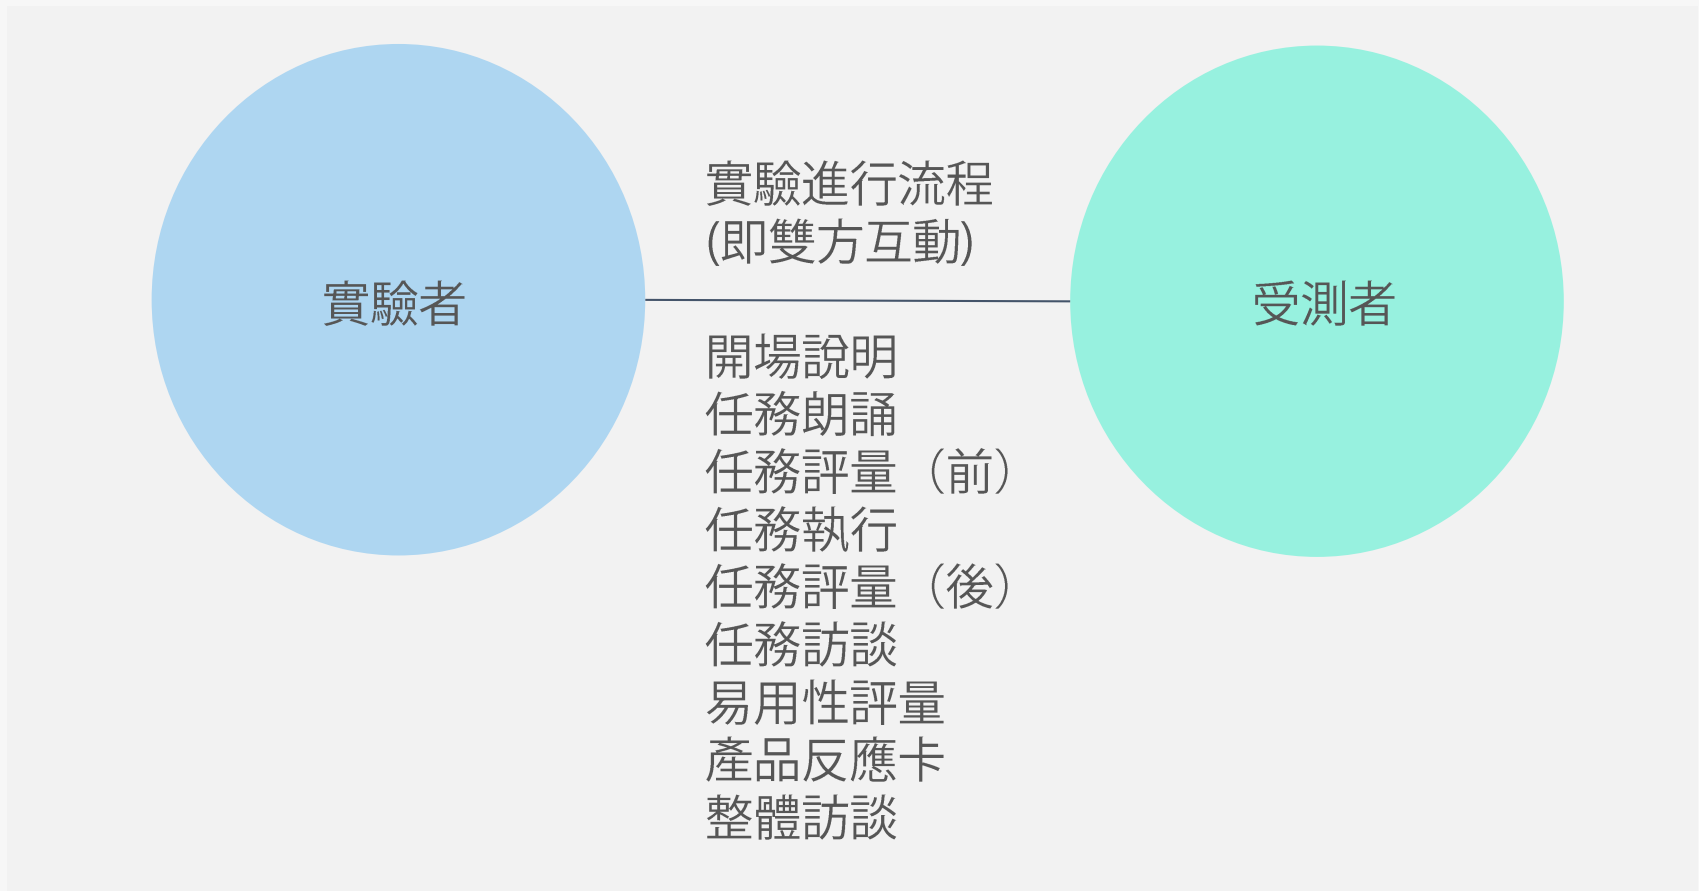 實驗者
實驗進行流程
(即雙方互動)
開場說明
任務朗誦
任務評量（前）
任務執行
任務評量（後）
任務訪談
易用性評量
產品反應卡
整體訪談
受測者